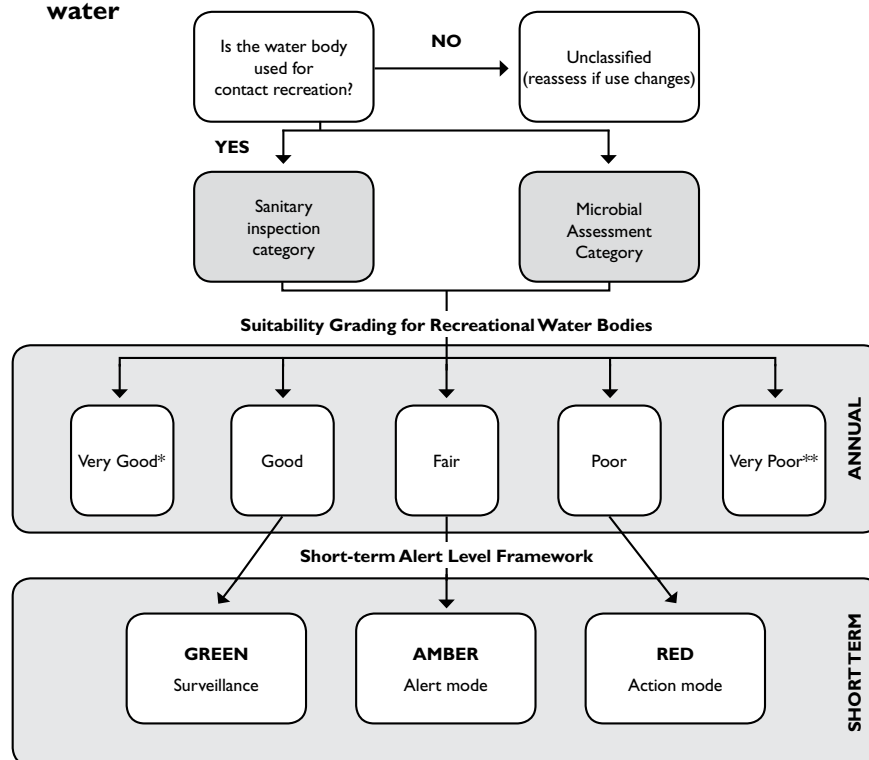 water
Is the water body
used for
contact recreation?
NO
Unclassified
(reassess if use changes)
YES
Sanitary
inspection
category
Microbial
Assessment
Category
Suitability Grading for Recreational Water Bodies
Very Good*
Good
Fair
Poor
Very Poor**
ANNUAL
Short-term Alert Level Framework
GREEN
Surveillance
AMBER
Alert mode
RED
Action mode
SHORT TERM